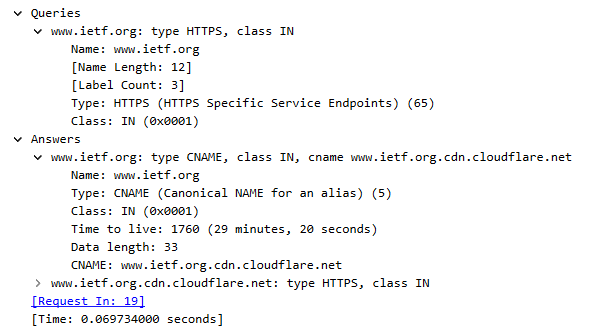 Queries
www.ietf.org: type HTTPS, class IN
Name: www.ietf.org
[Name Length: 12]
[Label Count: 3]
Type: HTTPS (HTTPS Specific Service Endpoints) (65)
Class: IN (0x0001)
Answers
www.ietf.org: type CNAME, class IN, cname www.ietf.org.cdn.cloudflare.net
Name: www.ietf.org
Type: CNAME (Canonical NAME for an alias) (5)
Class: IN (0x0001)
Time to live: 1760 (29 minutes, 20 seconds)
Data length: 33
CNAME: www.ietf.org.cdn.cloudflare.net
www.ietf.org.cdn.cloudflare.net: type HTTPS, class IN
[Request In: 19]
[Time: 0.069734000 seconds]